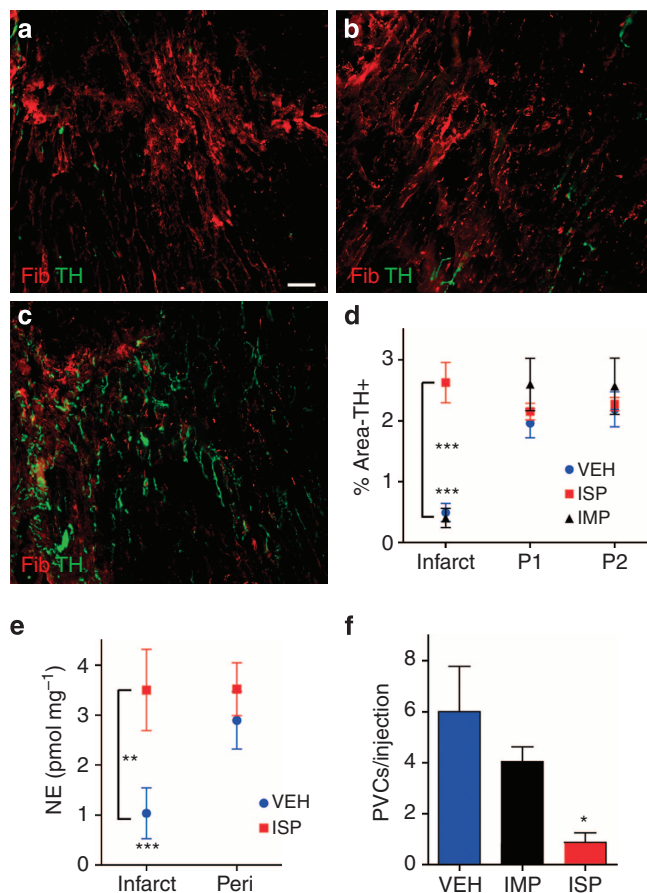 a
Fib TH
b
Fib TH
c
Fib TH
d
% Area-TH+
3
2
1
0
***
***
VEH
ISP
IMP
Infarct P1 P2
e
NE (pmol mg⁻¹)
4
3
2
1
0
**
***
VEH
ISP
Infarct Peri
f
PVCs/injection
8
6
4
2
0
*
VEH IMP ISP